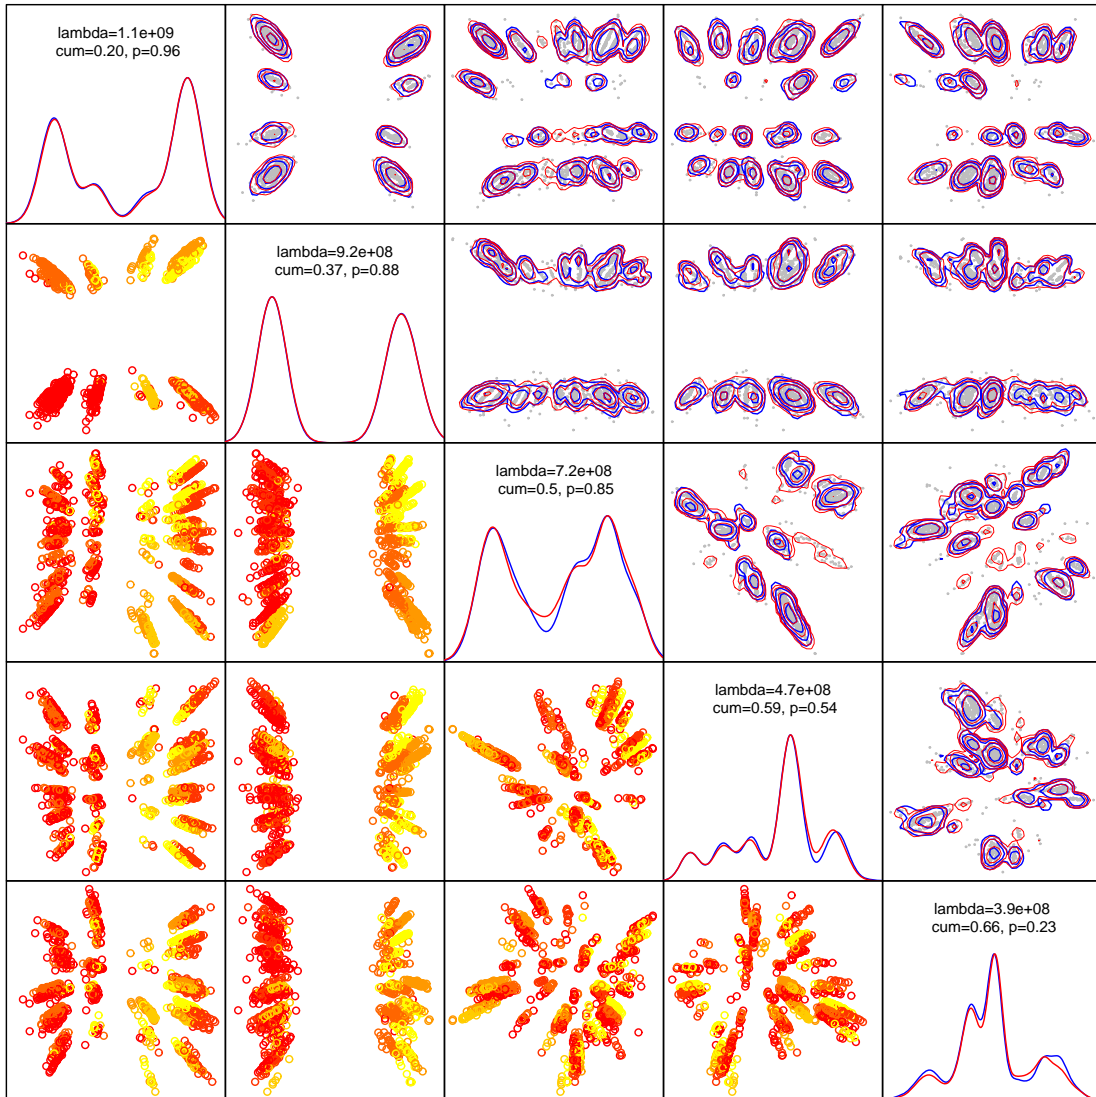 lambda=1.1e+09
cum=0.20, p=0.96
lambda=9.2e+08
cum=0.37, p=0.88
lambda=7.2e+08
cum=0.5, p=0.85
lambda=4.7e+08
cum=0.59, p=0.54
lambda=3.9e+08
cum=0.66, p=0.23